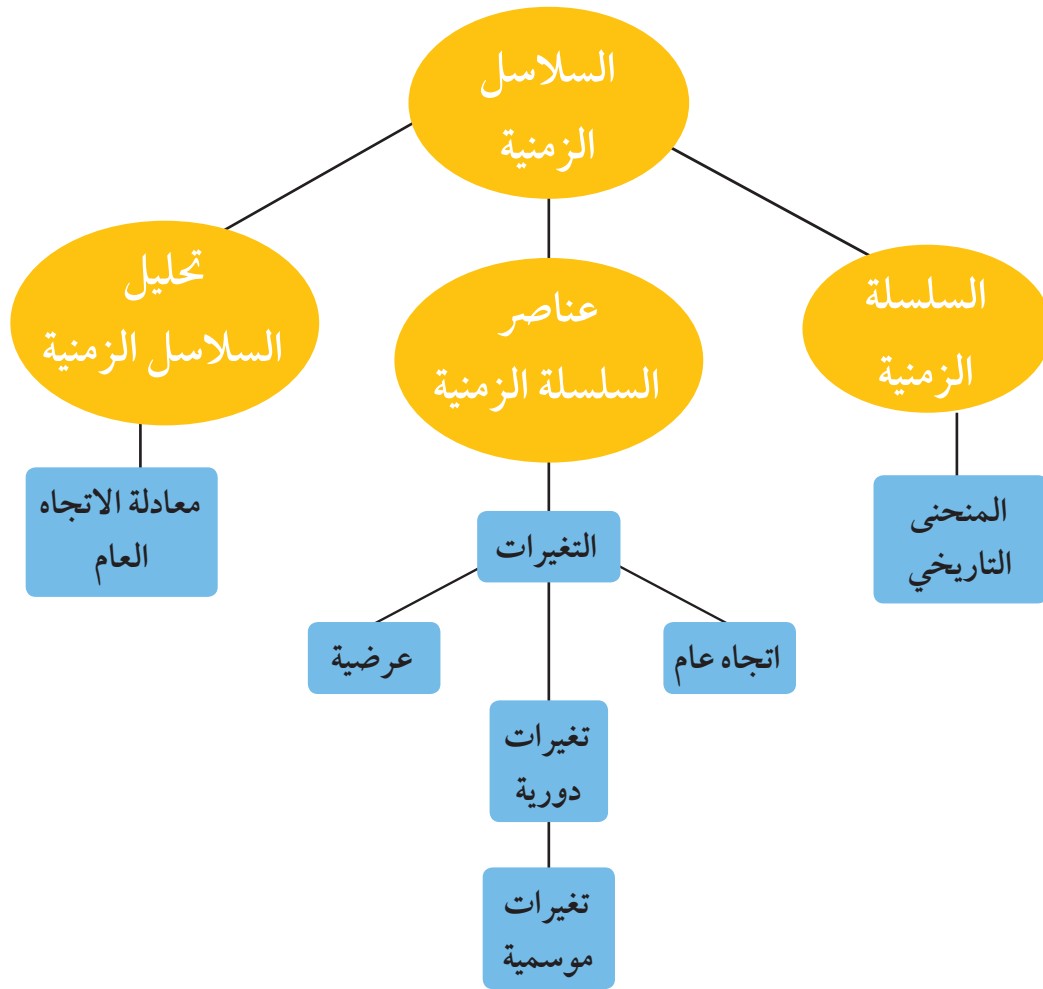 السلاسل
الزمنية
السلسلة
الزمنية
عناصر
السلسلة الزمنية
تحليل
السلاسل الزمنية
المنحنى
التاريخي
التغيرات
معادلة الاتجاه
العام
اتجاه عام
عرضية
تغيرات
دورية
تغيرات
موسمية